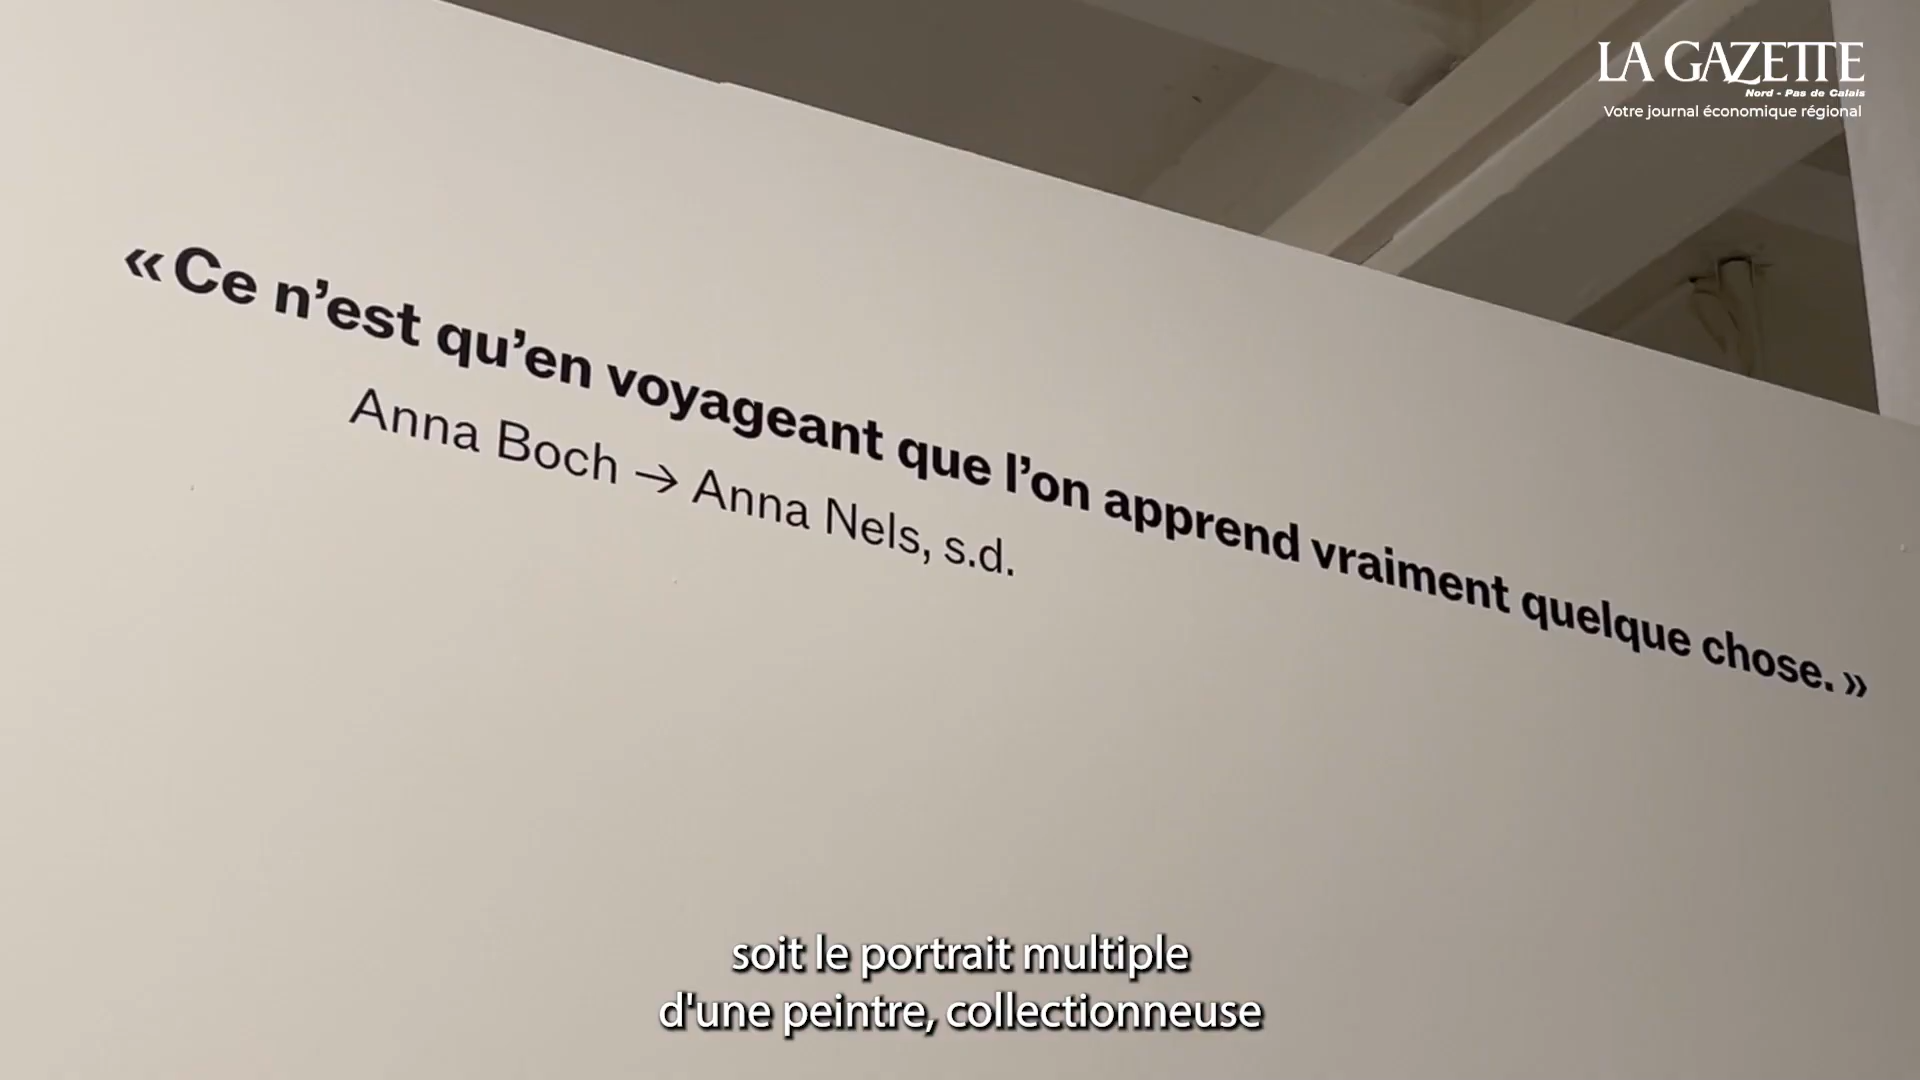 LA GAZETTE
Nord - Pas de Calais
Votre journal économique régional
« Ce n’est qu’en voyageant que l’on apprend vraiment quelque chose. »
Anna Boch → Anna Nels, s.d.
soit le portrait multiple
d'une peintre, collectionneuse